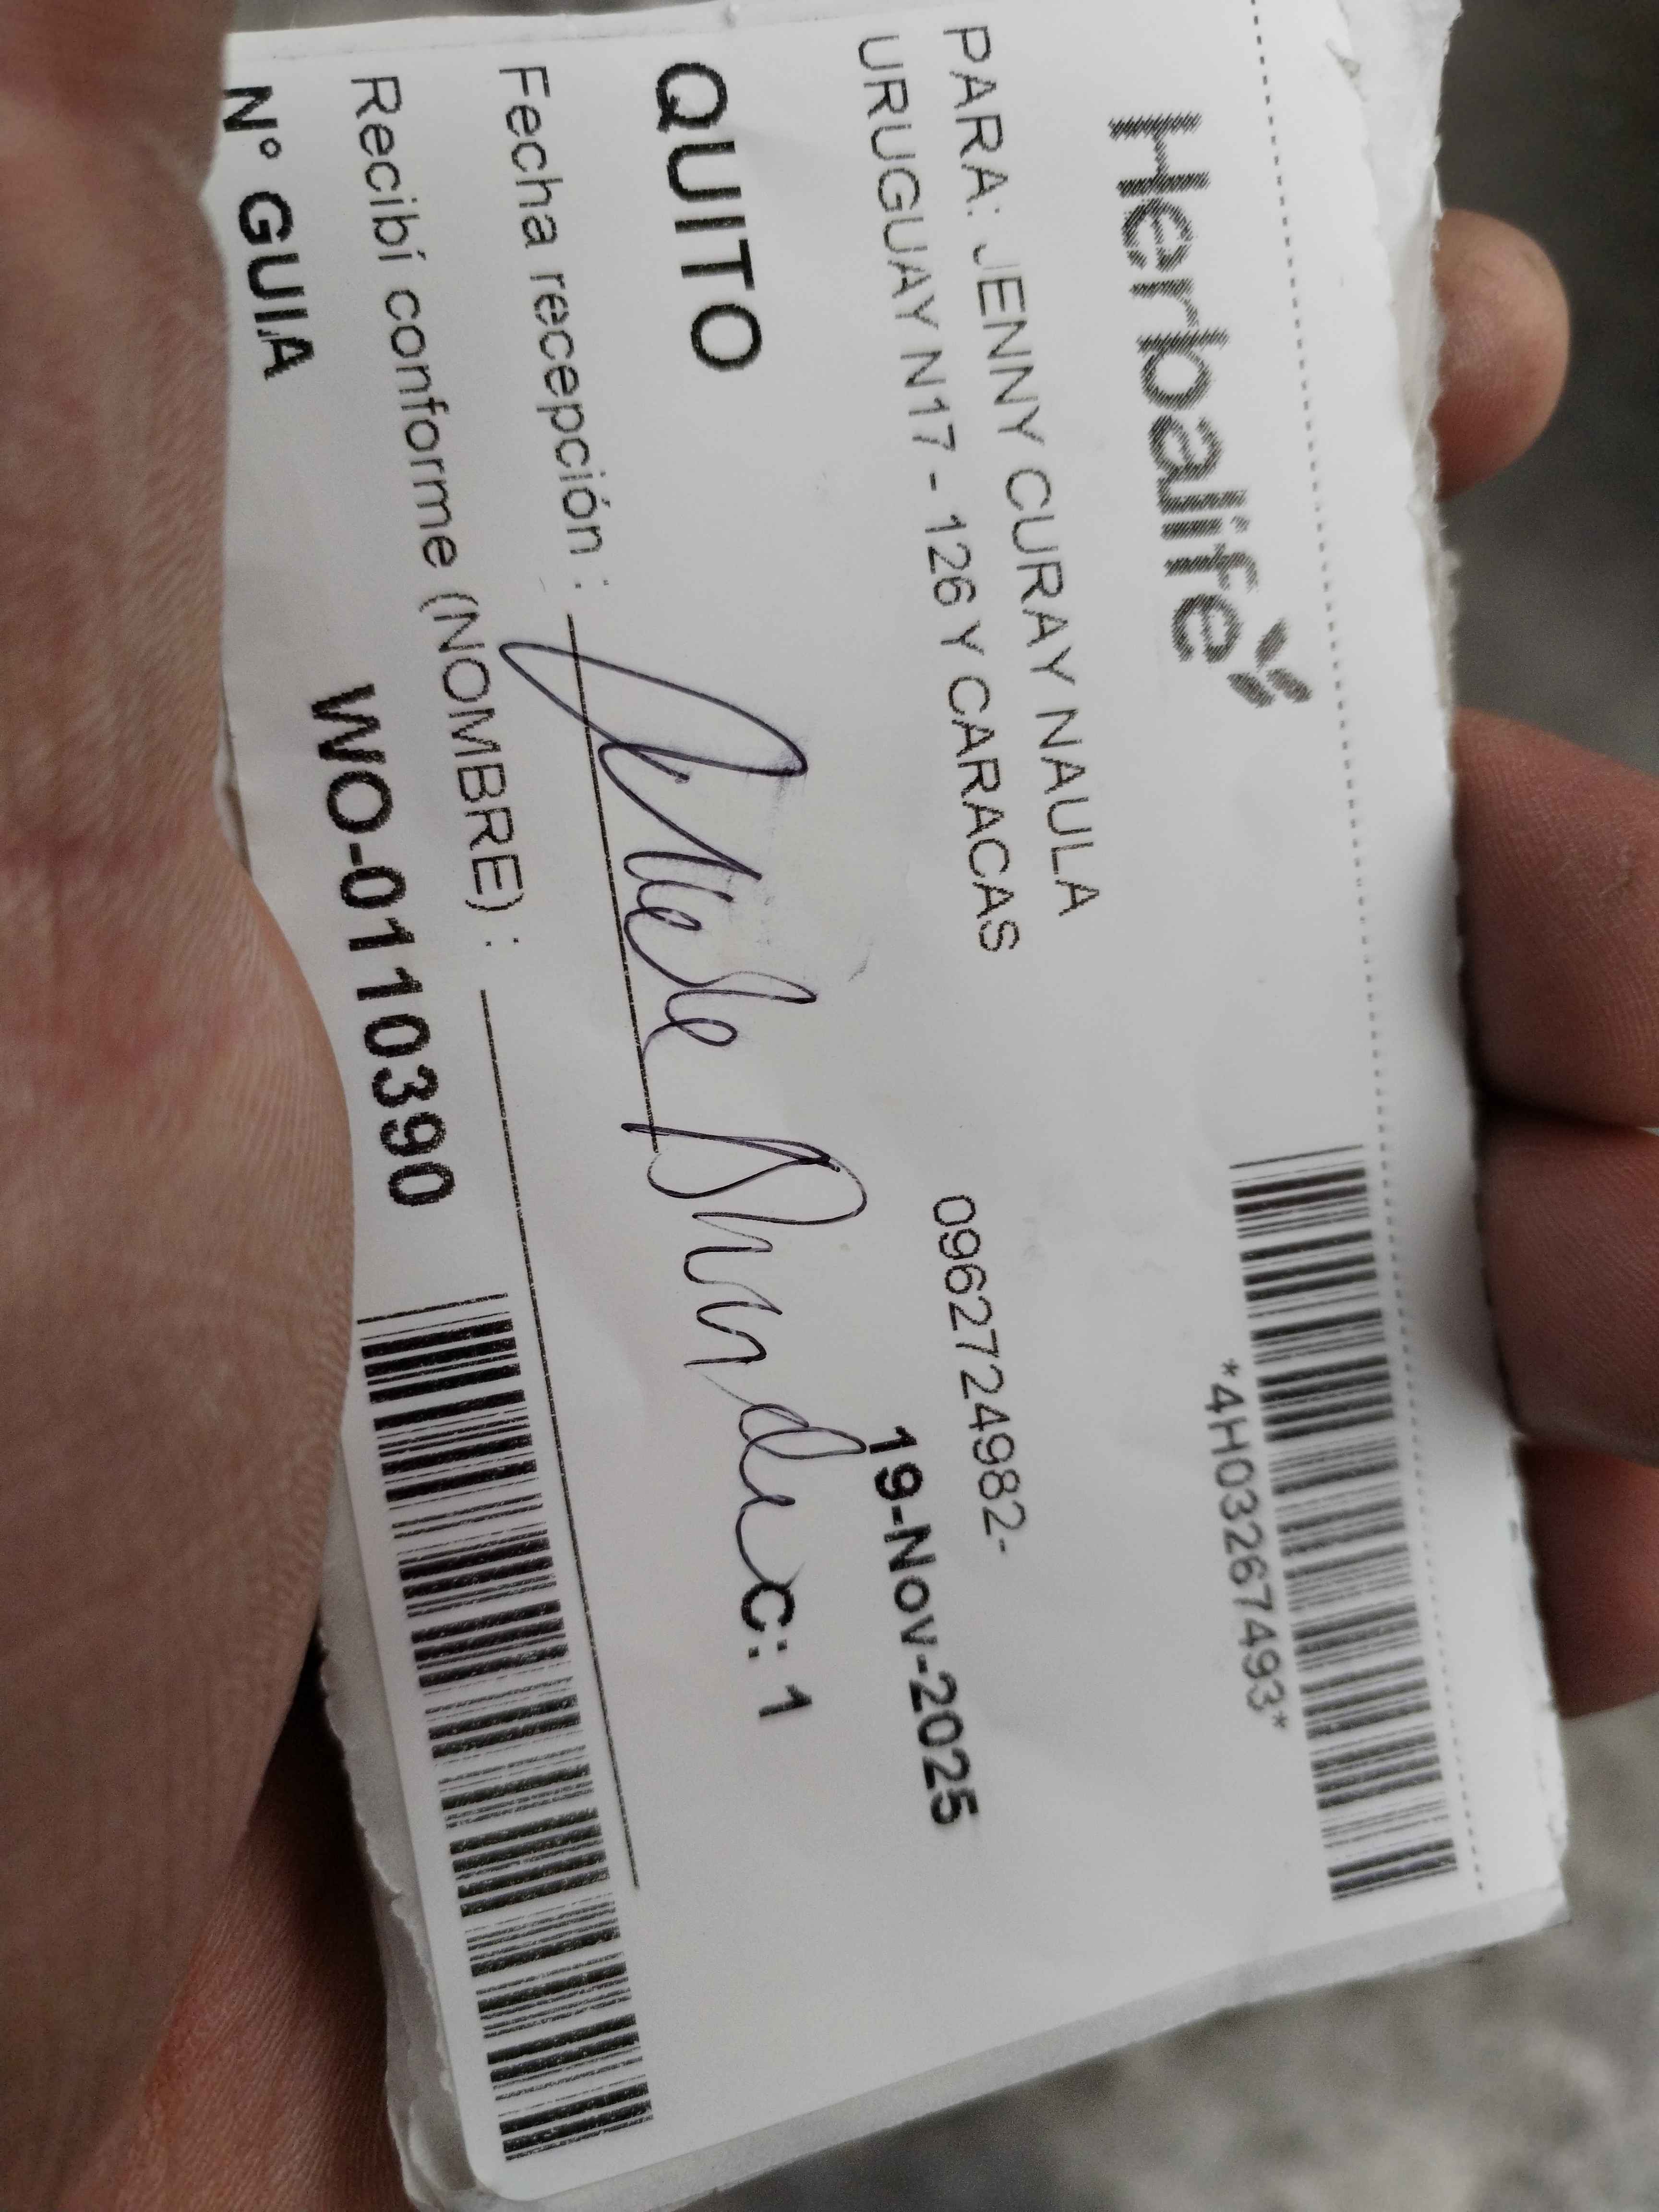 Herbalife
*4H03267493*
PARA: JENNY CURAY NAULA
URUGUAY N17 - 126 Y CARACAS
0962724982-
19-Nov-2025
QUITO
C: 1
Fecha recepción :
Recibí conforme (NOMBRE) :
N° GUIA WO-0110390